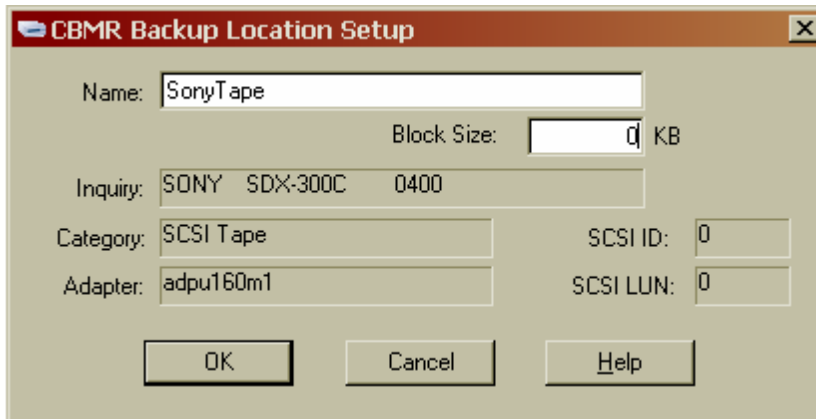 CBMR Backup Location Setup
Name: SonyTape
Block Size: 0 KB
Inquiry: SONY SDX-300C 0400
Category: SCSI Tape SCSI ID: 0
Adapter: adpu160m1 SCSI LUN: 0
OK Cancel Help